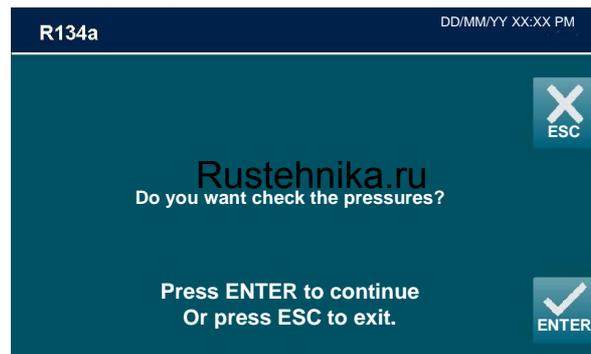 R134a
DD/MM/YY XX:XX PM
ESC
Rustehnika.ru
Do you want check the pressures?
Press ENTER to continue
Or press ESC to exit.
ENTER